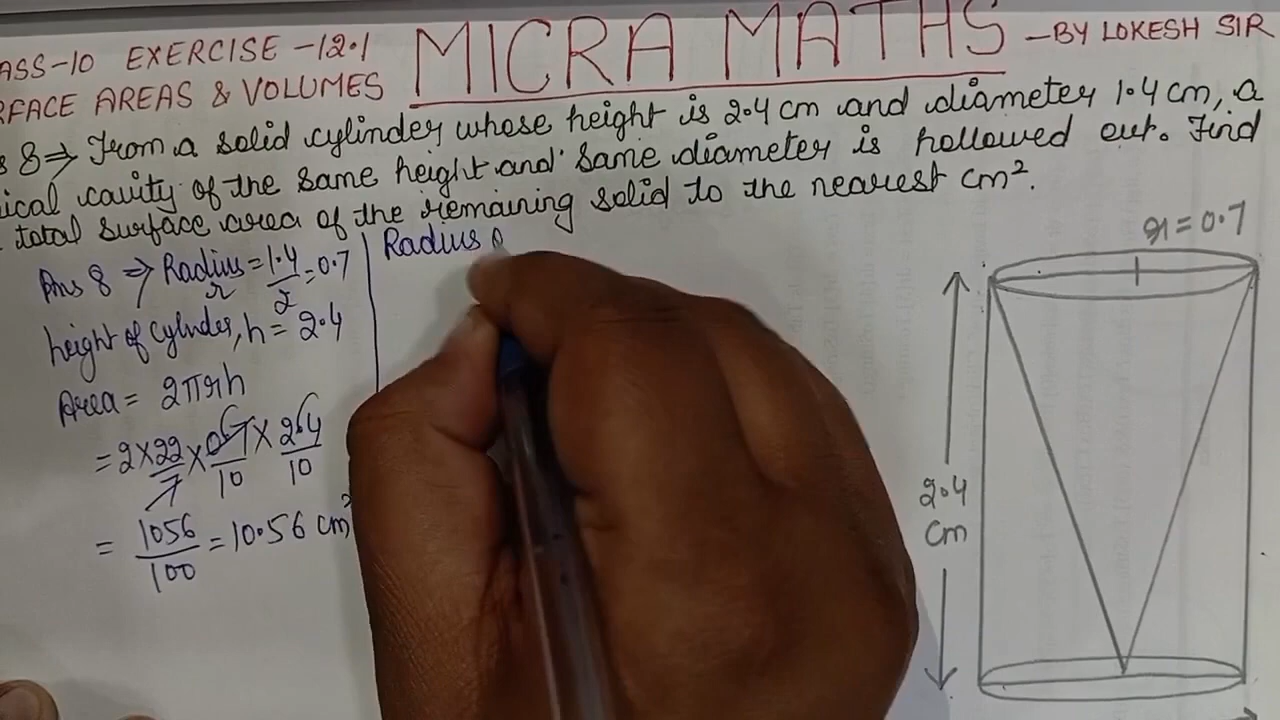 ASS-10 EXERCISE -12.1 MICRA MATHS - BY LOKESH SIR
RFACE AREAS & VOLUMES
s 8⇒ From a solid cylinder whose height is 2.4 cm and diameter 1.4 cm, a
ical cavity of the same height and same diameter is hollowed out. Find
total surface area of the remaining solid to the nearest cm².
Ans 8 ⇒ Radius = 1.4/2 = 0.7
r
height of cylinder, h = 2.4
Area = 2πrh
= 2 × 22/7 × 0.7/10 × 2.4/10
= 1056/100 = 10.56 cm²
Radius
r = 0.7
2.4
cm